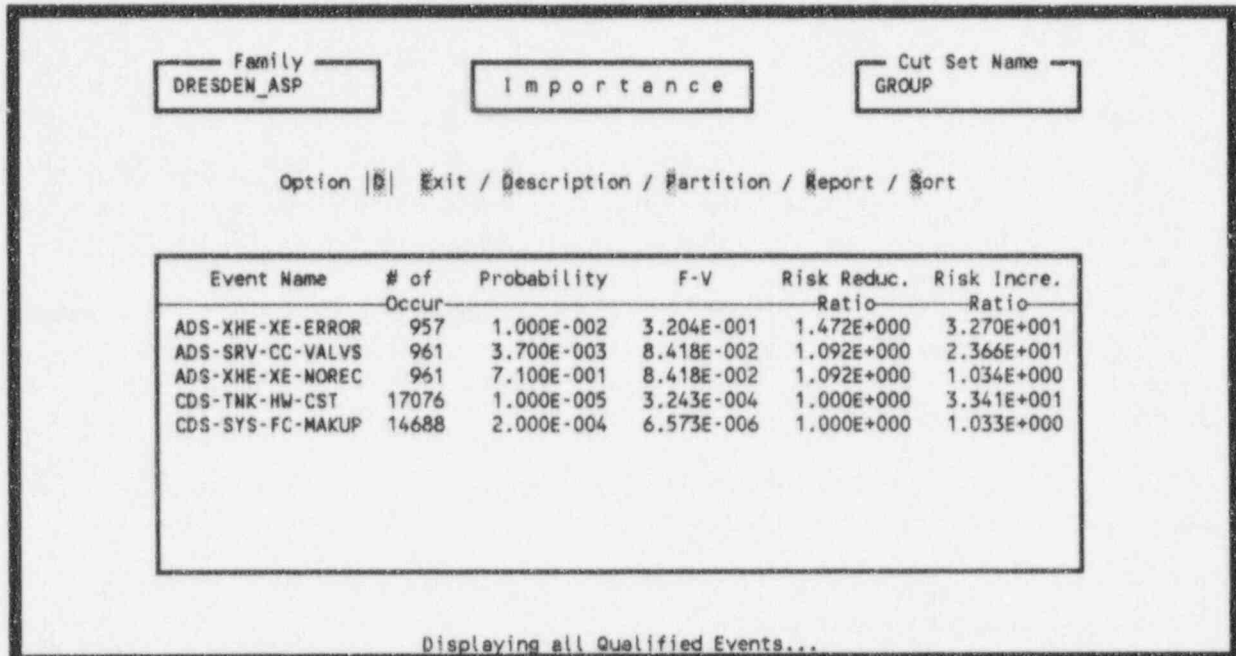 Family
DRESDEN_ASP
Importance
Cut Set Name
GROUP
Option |D| Exit / Description / Partition / Report / Sort
Event Name # of Occur Probability F-V Risk Reduc. Ratio Risk Incre. Ratio
ADS-XHE-XE-ERROR 957 1.000E-002 3.204E-001 1.472E+000 3.270E+001
ADS-SRV-CC-VALVS 961 3.700E-003 8.418E-002 1.092E+000 2.366E+001
ADS-XHE-XE-NOREC 961 7.100E-001 8.418E-002 1.092E+000 1.034E+000
CDS-TNK-HW-CST 17076 1.000E-005 3.243E-004 1.000E+000 3.341E+001
CDS-SYS-FC-MAKUP 14688 2.000E-004 6.573E-006 1.000E+000 1.033E+000
Displaying all Qualified Events...